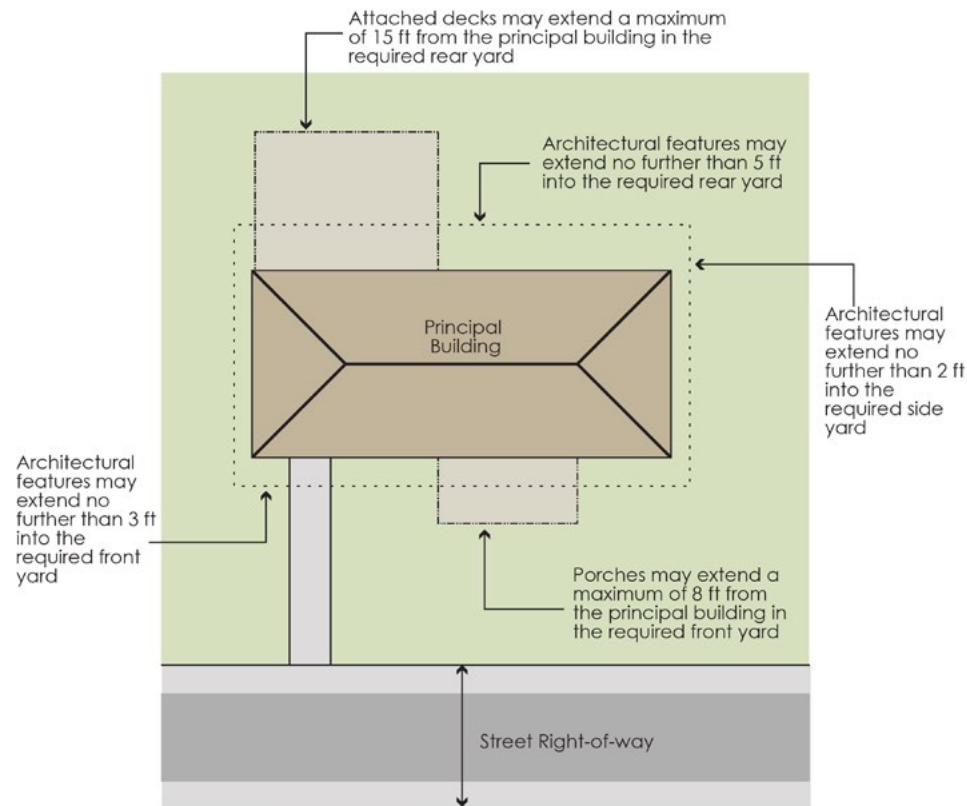 Attached decks may extend a maximum
of 15 ft from the principal building in the
required rear yard
Architectural features may
extend no further than 5 ft
into the required rear yard
Principal
Building
Architectural
features may
extend no
further than 2 ft
into the
required side
yard
Architectural
features may
extend no
further than 3 ft
into the
required front
yard
Porches may extend a
maximum of 8 ft from
the principal building in
the required front yard
Street Right-of-way